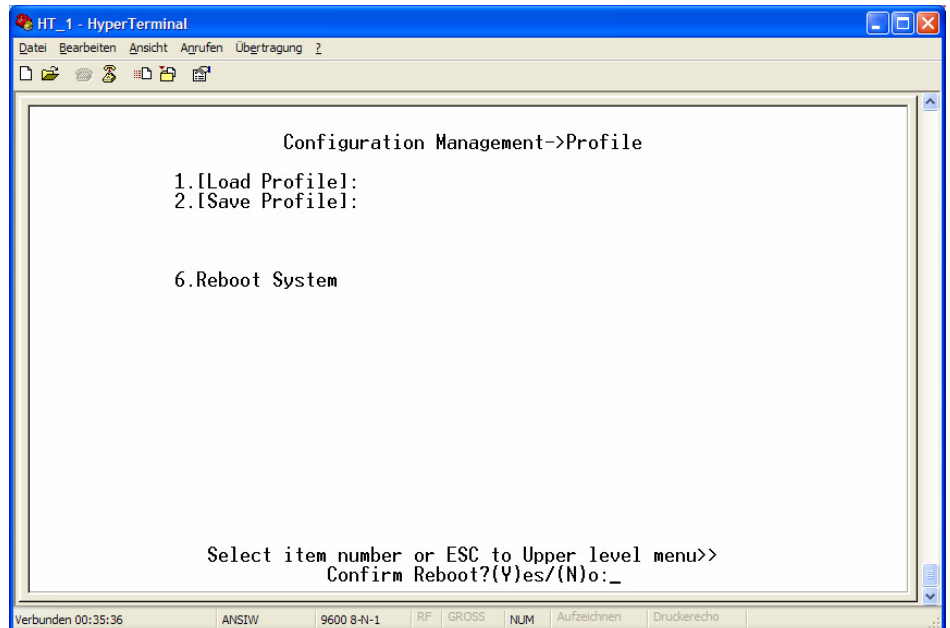 HT_1 - HyperTerminal
Datei Bearbeiten Ansicht Anrufen Übertragung ?
Configuration Management->Profile
1.[Load Profile]:
2.[Save Profile]:
6.Reboot System
Select item number or ESC to Upper level menu>>
Confirm Reboot?(Y)es/(N)o:_
Verbunden 00:35:36 ANSIW 9600 8-N-1 RF GROSS NUM Aufzeichnen Druckerecho